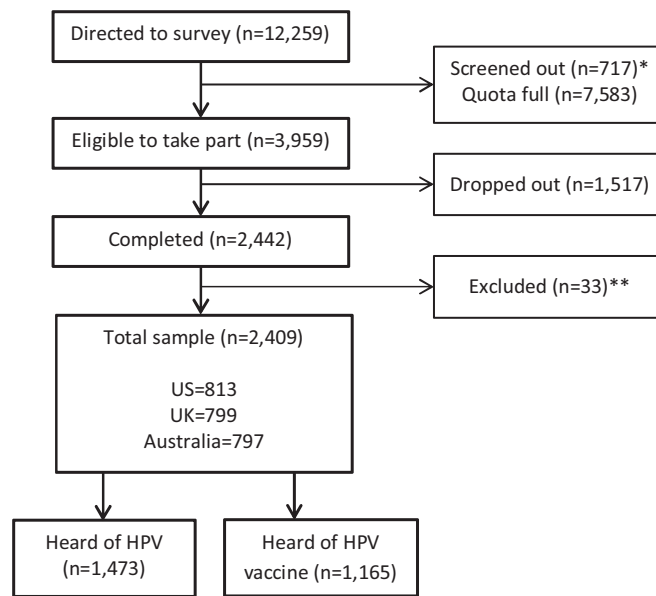 Directed to survey (n=12,259)
Screened out (n=717)*
Quota full (n=7,583)
Eligible to take part (n=3,959)
Dropped out (n=1,517)
Completed (n=2,442)
Excluded (n=33)**
Total sample (n=2,409)
US=813
UK=799
Australia=797
Heard of HPV
(n=1,473)
Heard of HPV
vaccine (n=1,165)